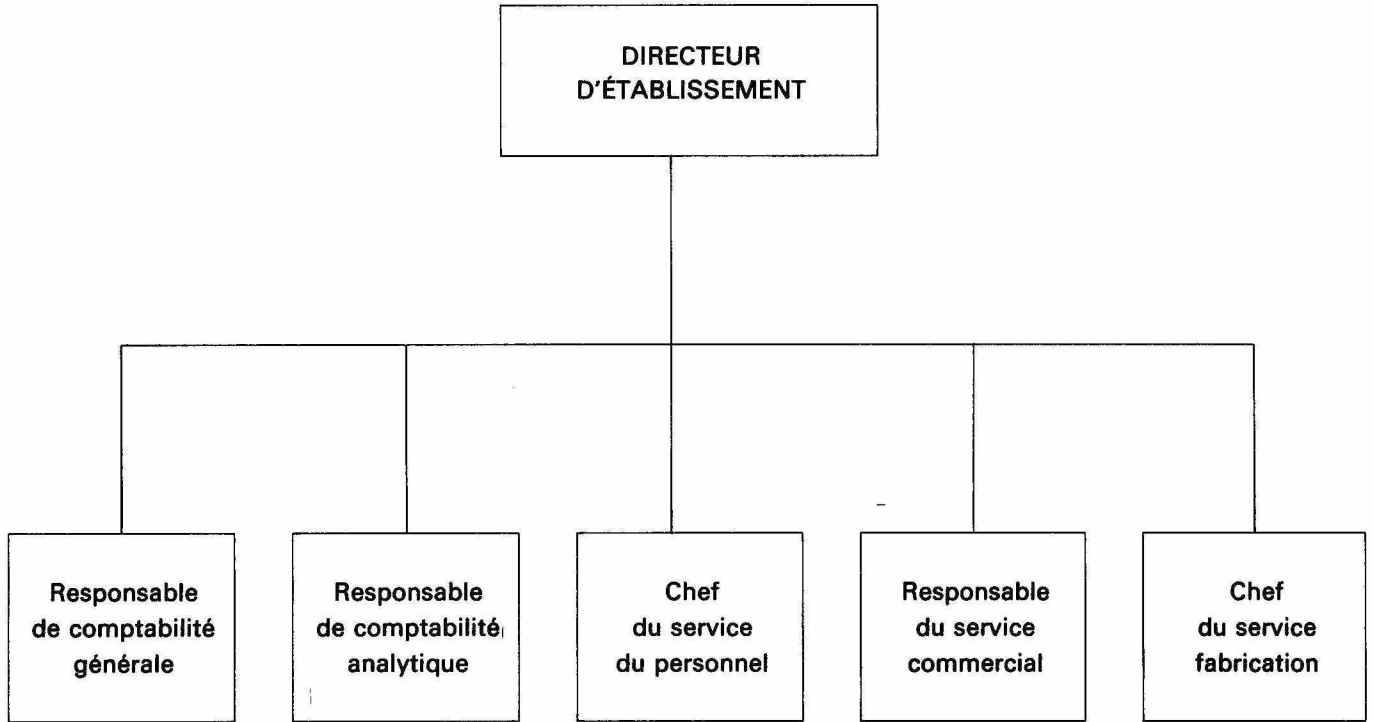 DIRECTEUR
D'ÉTABLISSEMENT
Responsable
de comptabilité
générale
Responsable
de comptabilité
analytique
Chef
du service
du personnel
Responsable
du service
commercial
Chef
du service
fabrication